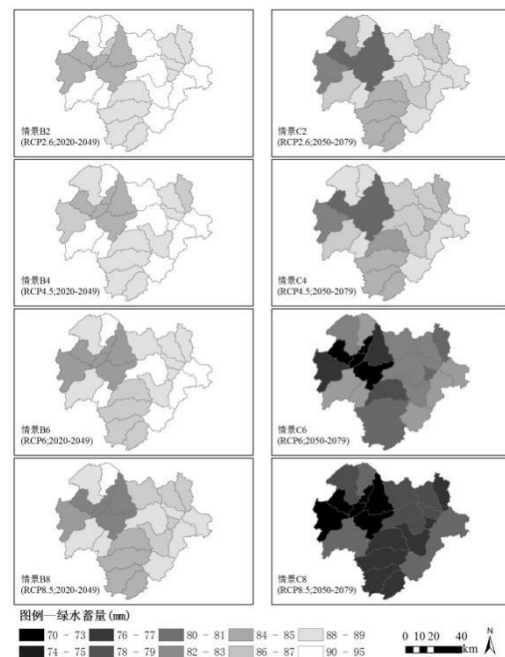 情景B2
(RCP2.6;2020-2049)
情景C2
(RCP2.6;2050-2079)
情景B4
(RCP4.5;2020-2049)
情景C4
(RCP4.5;2050-2079)
情景B6
(RCP6;2020-2049)
情景C6
(RCP6;2050-2079)
情景B8
(RCP8.5;2020-2049)
情景C8
(RCP8.5;2050-2079)
图例—绿水蓄量(mm)
70 - 73 76 - 77 80 - 81 84 - 85 88 - 89
74 - 75 78 - 79 82 - 83 86 - 87 90 - 95
0 10 20 40
km
N